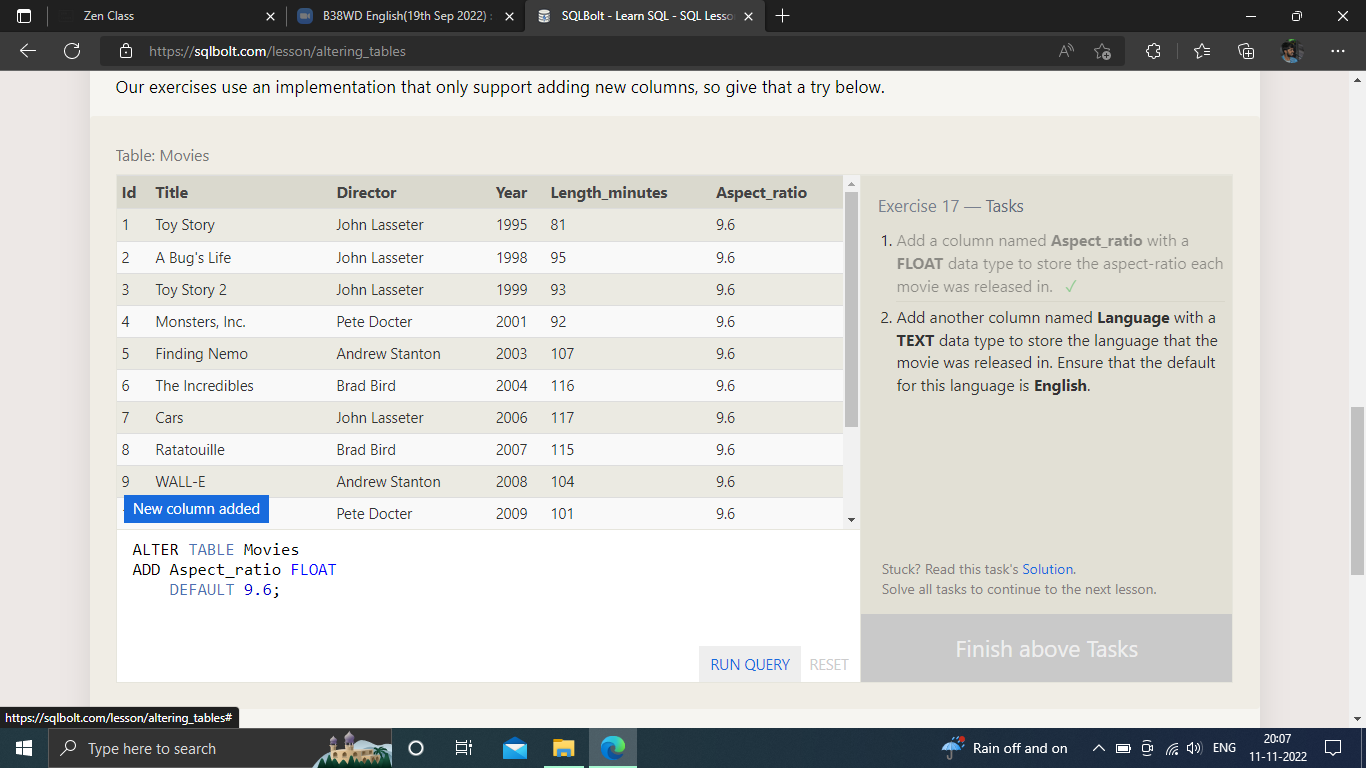 Zen Class
B38WD English(19th Sep 2022) :
SQLBolt - Learn SQL - SQL Lesso
https://sqlbolt.com/lesson/altering_tables
Our exercises use an implementation that only support adding new columns, so give that a try below.
Table: Movies
Id Title Director Year Length_minutes Aspect_ratio
1 Toy Story John Lasseter 1995 81 9.6
2 A Bug's Life John Lasseter 1998 95 9.6
3 Toy Story 2 John Lasseter 1999 93 9.6
4 Monsters, Inc. Pete Docter 2001 92 9.6
5 Finding Nemo Andrew Stanton 2003 107 9.6
6 The Incredibles Brad Bird 2004 116 9.6
7 Cars John Lasseter 2006 117 9.6
8 Ratatouille Brad Bird 2007 115 9.6
9 WALL-E Andrew Stanton 2008 104 9.6
Pete Docter 2009 101 9.6
New column added
ALTER TABLE Movies
ADD Aspect_ratio FLOAT
DEFAULT 9.6;
RUN QUERY RESET
Exercise 17 — Tasks
1. Add a column named Aspect_ratio with a
FLOAT data type to store the aspect-ratio each
movie was released in. ✓
2. Add another column named Language with a
TEXT data type to store the language that the
movie was released in. Ensure that the default
for this language is English.
Stuck? Read this task's Solution.
Solve all tasks to continue to the next lesson.
Finish above Tasks
https://sqlbolt.com/lesson/altering_tables#
Type here to search
Rain off and on
ENG
20:07
11-11-2022